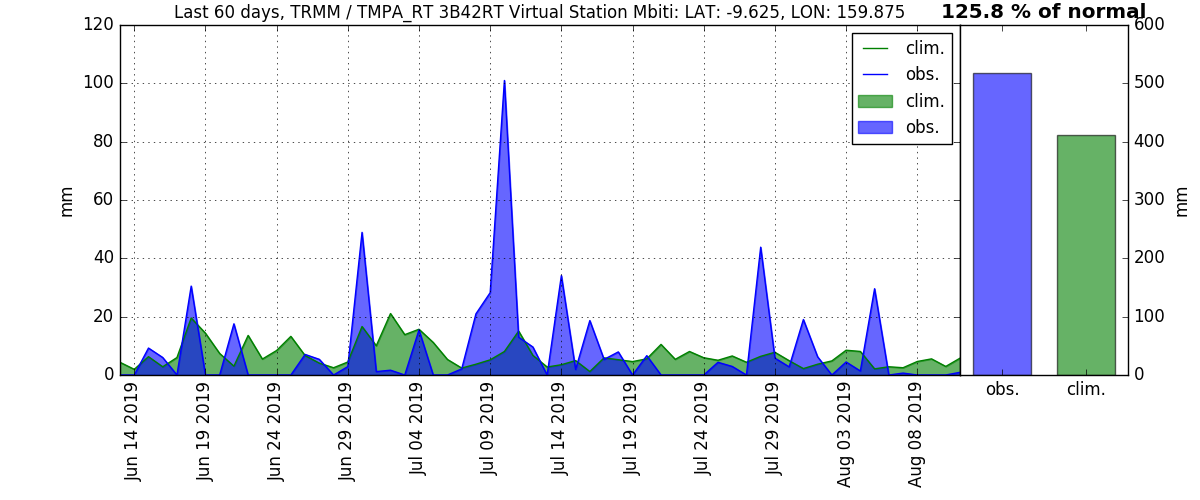 Last 60 days, TRMM / TMPA_RT 3B42RT Virtual Station Mbiti: LAT: -9.625, LON: 159.875
125.8 % of normal
120
100
80
60
40
20
0
mm
clim.
obs.
clim.
obs.
600
500
400
300
200
100
0
mm
Jun 14 2019
Jun 19 2019
Jun 24 2019
Jun 29 2019
Jul 04 2019
Jul 09 2019
Jul 14 2019
Jul 19 2019
Jul 24 2019
Jul 29 2019
Aug 03 2019
Aug 08 2019
obs.
clim.